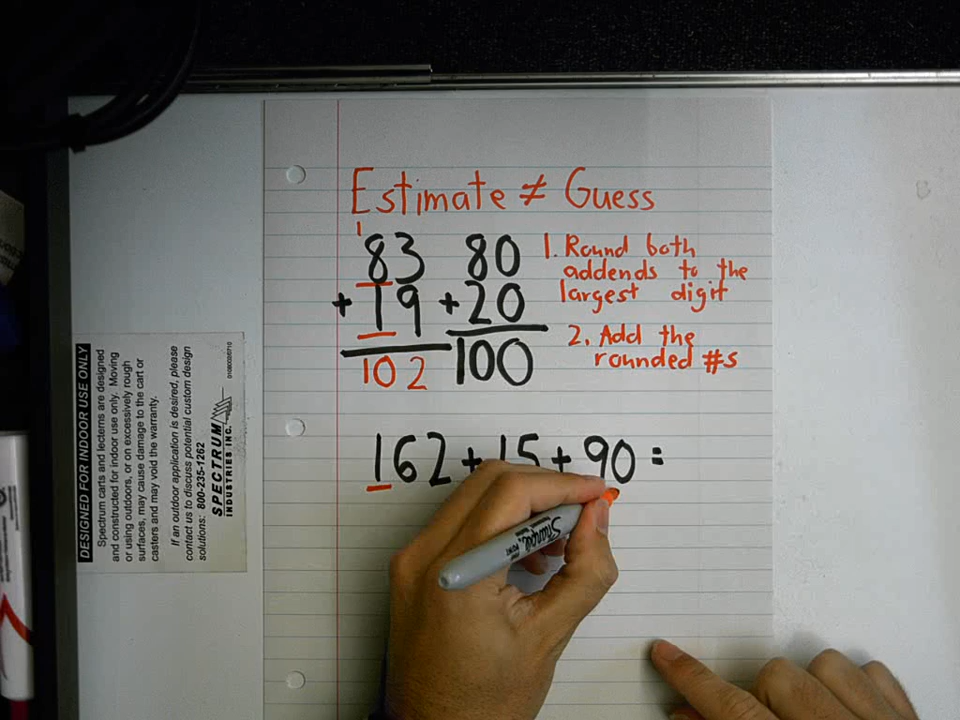 Estimate ≠ Guess
1
83 80
+19 +20
102 100
1. Round both
addends to the
largest digit
2. Add the
rounded #s
162 + 15 + 90 =
DESIGNED FOR INDOOR USE ONLY
Spectrum carts and lecterns are designed
and constructed for indoor use only. Moving
or using outdoors, or on excessively rough
surfaces, may cause damage to the cart or
casters and may void the warranty.
If an outdoor application is desired, please
contact us to discuss potential custom design
solutions: 800-235-1262
SPECTRUM
INDUSTRIES INC.
Sharpie